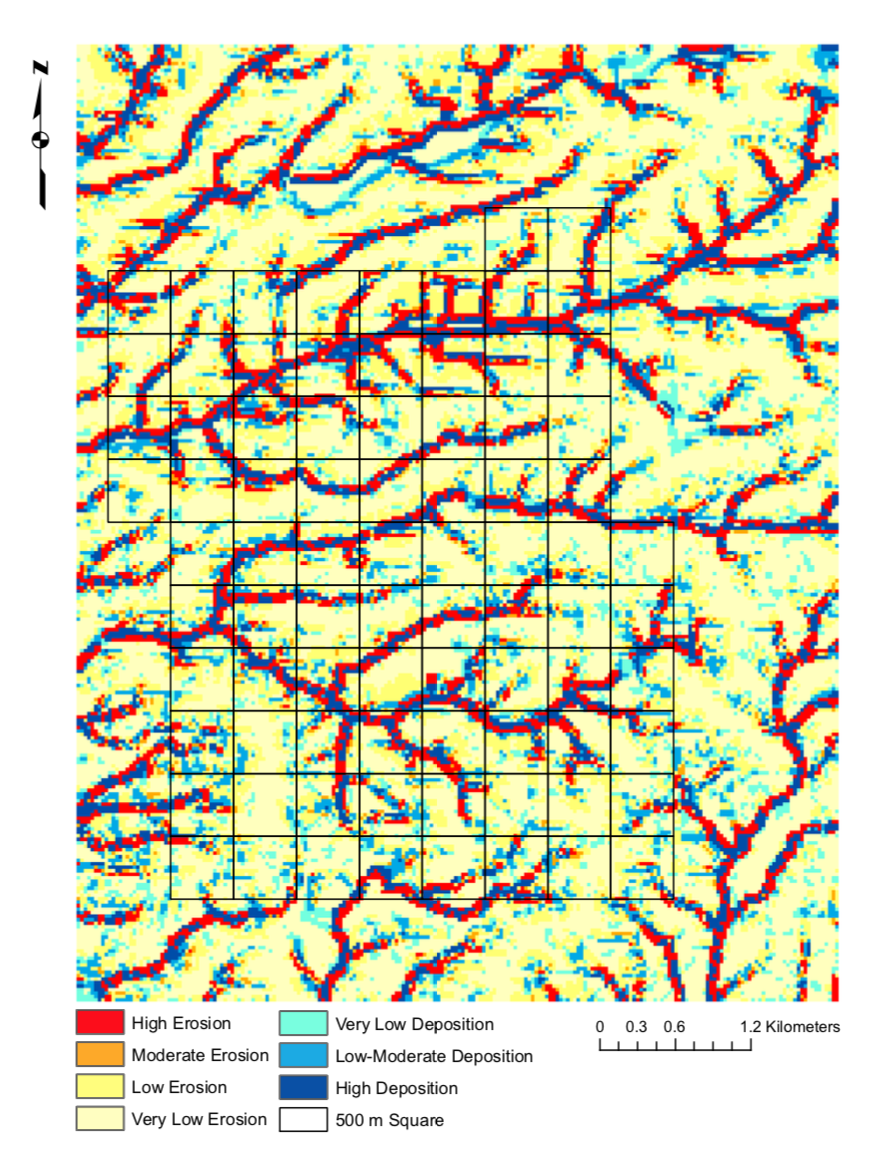 N
High Erosion
Moderate Erosion
Low Erosion
Very Low Erosion
Very Low Deposition
Low-Moderate Deposition
High Deposition
500 m Square
0 0.3 0.6 1.2 Kilometers